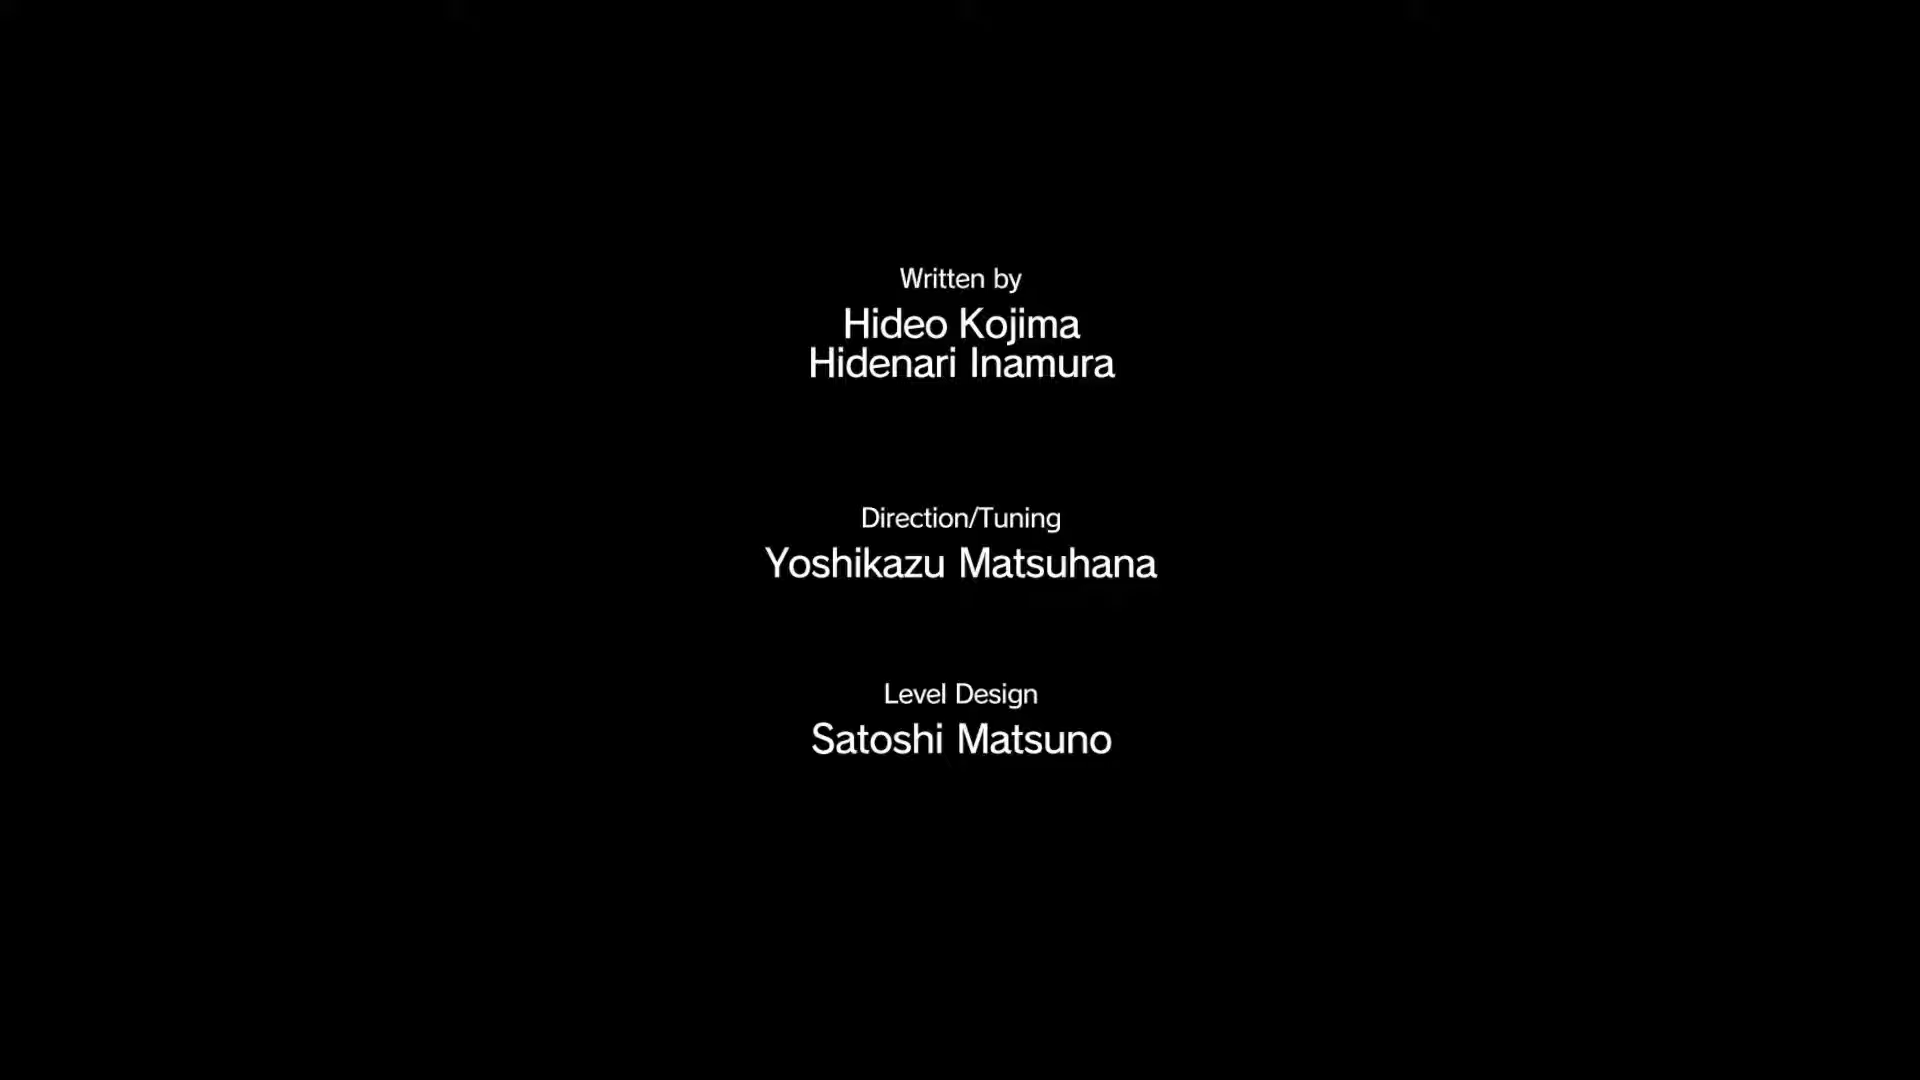 Written by
Hideo Kojima
Hidenari Inamura
Direction/Tuning
Yoshikazu Matsuhana
Level Design
Satoshi Matsuno